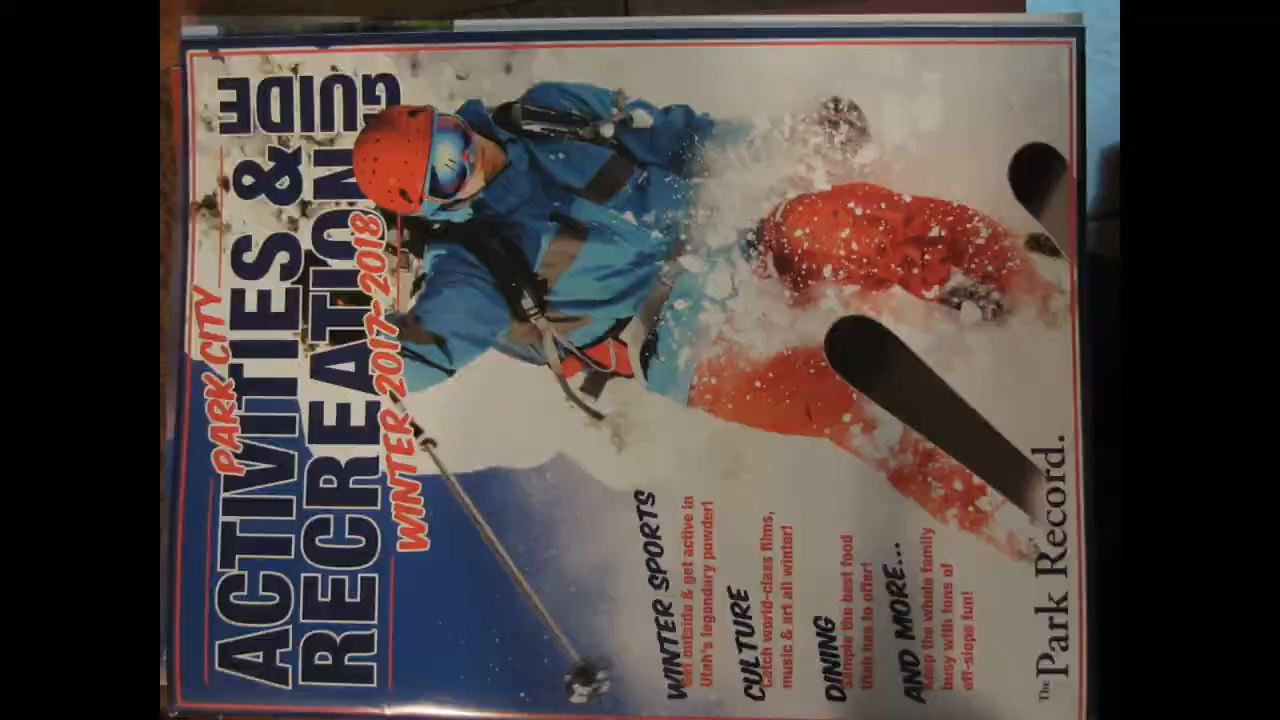 PARK CITY
ACTIVITIES &
RECREATION
GUIDE
WINTER 2017-2018
WINTER SPORTS
Get outside & get active in
Utah's legendary powder!
CULTURE
Catch world-class films,
music & art all winter!
DINING
Sample the best food
Utah has to offer!
AND MORE...
Keep the whole family
busy with tons of
off-slope fun!
The Park Record.